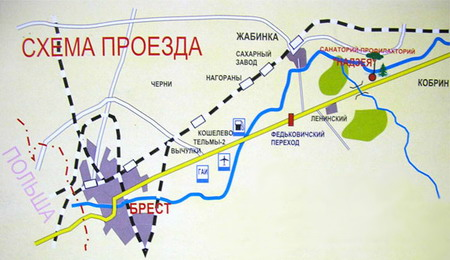 СХЕМА ПРОЕЗДА
ЖАБИНКА
САХАРНЫЙ
ЗАВОД
САНАТОРИЙ-ПРОФИЛАКТОРИЙ
НАДЗЕЯ
КОБРИН
ЧЕРНИ
НАГОРАНЫ
ЛЕНИНСКИЙ
ФЕДЬКОВИЧСКИЙ
ПЕРЕХОД
КОШЕЛЕВО
ТЕЛЬМЫ-2
ВЫЧУЛКИ
ГАИ
ПОЛЬША
БРЕСТ